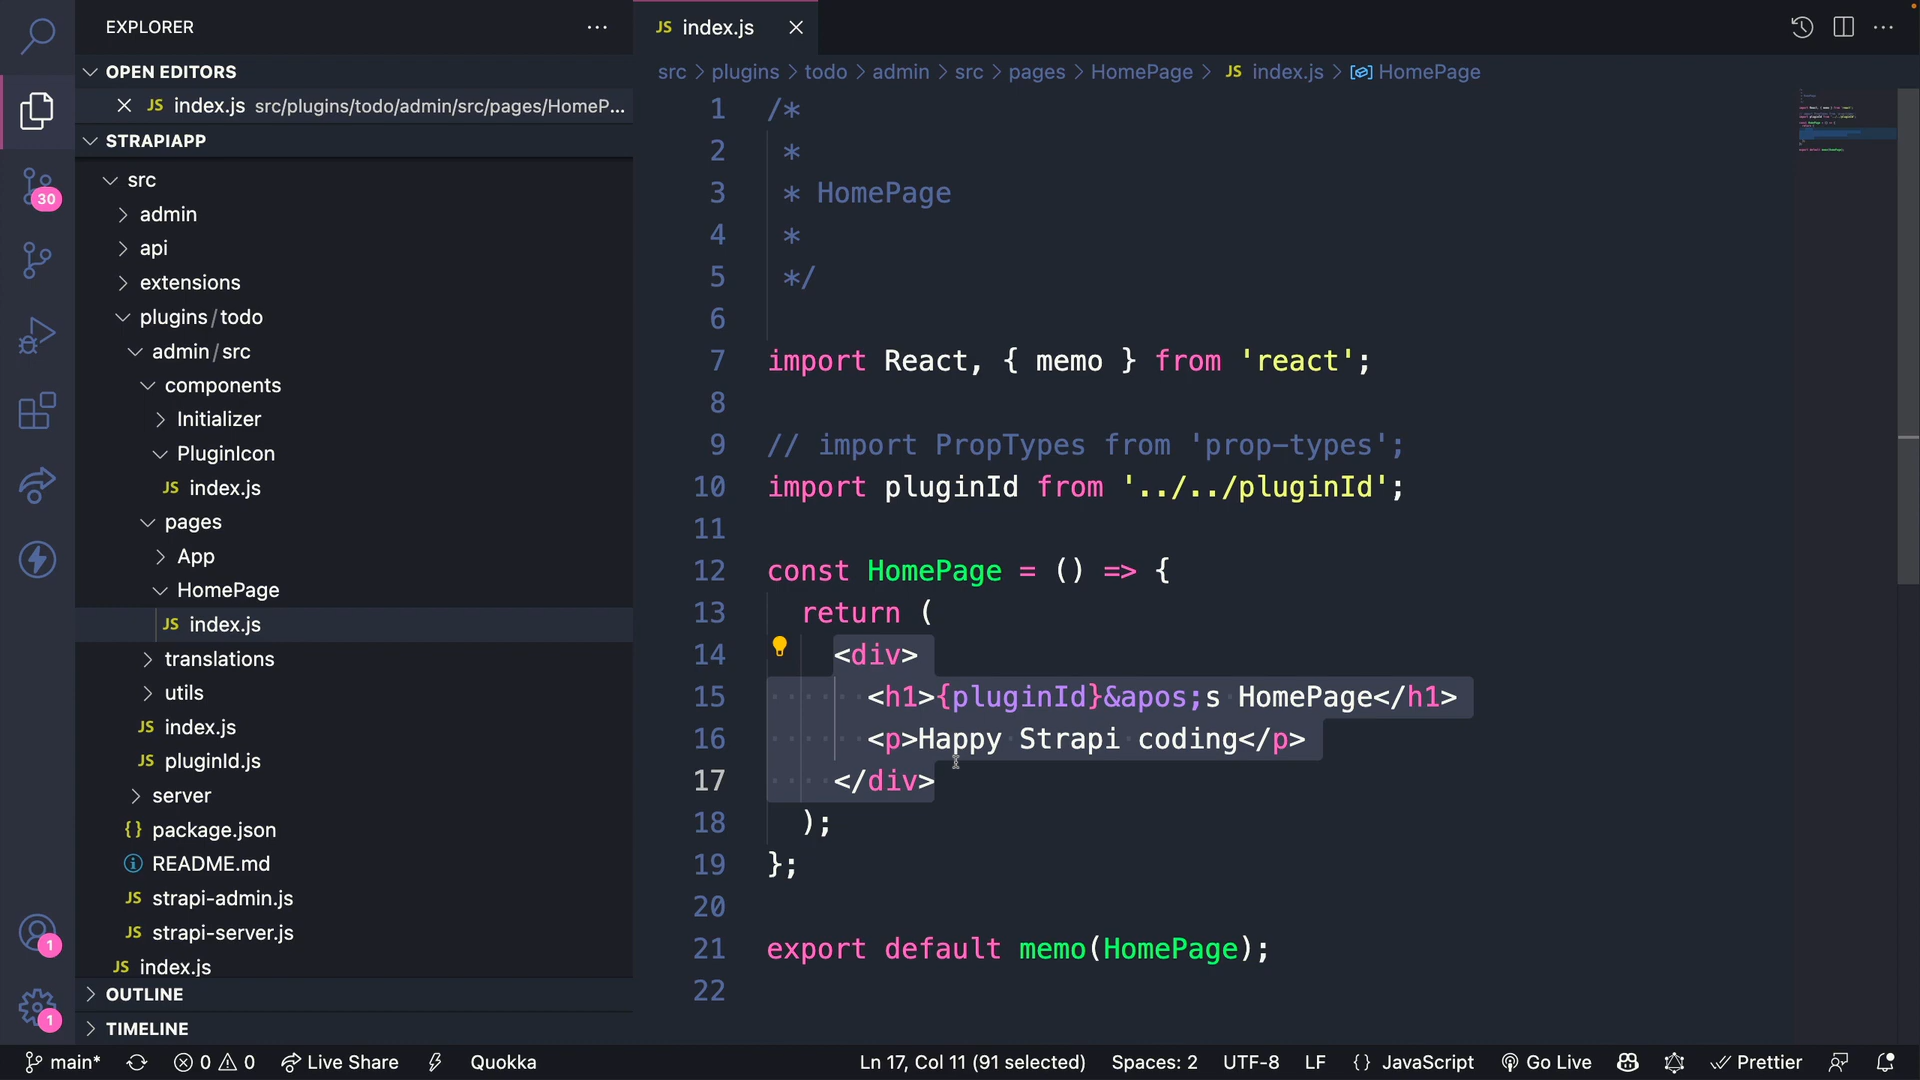 EXPLORER
OPEN EDITORS
JS index.js src/plugins/todo/admin/src/pages/HomeP...
STRAPIAPP
src
admin
api
extensions
plugins / todo
admin / src
components
Initializer
PluginIcon
JS index.js
pages
App
HomePage
JS index.js
translations
utils
JS index.js
JS pluginId.js
server
{} package.json
README.md
JS strapi-admin.js
JS strapi-server.js
JS index.js
OUTLINE
TIMELINE
30
1
1
JS index.js
src > plugins > todo > admin > src > pages > HomePage > JS index.js > HomePage
1 /*
2 *
3 * HomePage
4 *
5 */
6
7 import React, { memo } from 'react';
8
9 // import PropTypes from 'prop-types';
10 import pluginId from '../../pluginId';
11
12 const HomePage = () => {
13 return (
14 <div>
15 <h1>{pluginId}&apos;s HomePage</h1>
16 <p>Happy Strapi coding</p>
17 </div>
18 );
19 };
20
21 export default memo(HomePage);
22
main* 0 0 Live Share Quokka Ln 17, Col 11 (91 selected) Spaces: 2 UTF-8 LF {} JavaScript Go Live Prettier